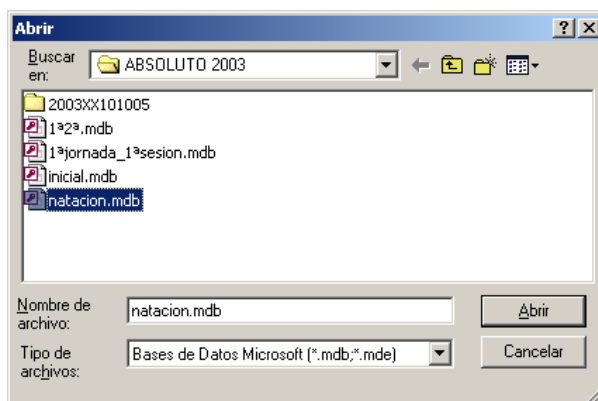 Abrir
Buscar
en:
ABSOLUTO 2003
2003XX101005
1ª2ª.mdb
1ªjornada_1ªsesion.mdb
inicial.mdb
natacion.mdb
Nombre de
archivo:
natacion.mdb
Abrir
Tipo de
archivos:
Bases de Datos Microsoft (*.mdb;*.mde)
Cancelar